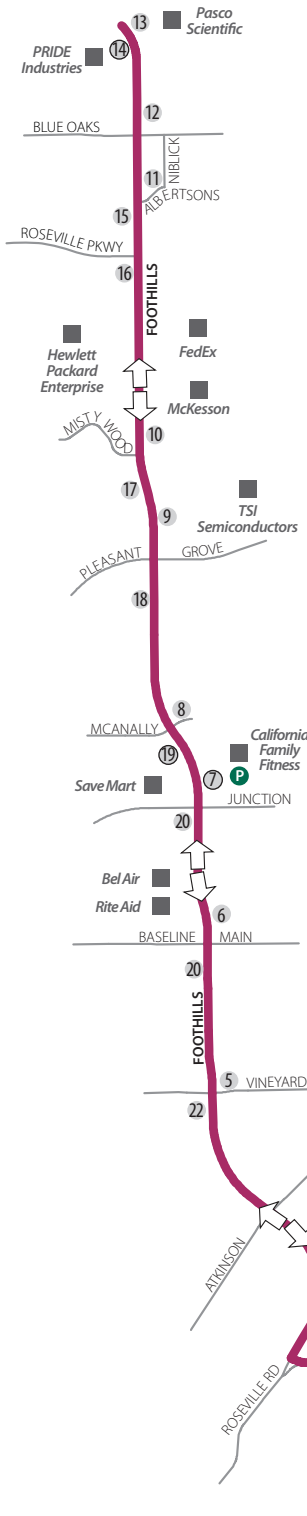 13
Pasco
Scientific
PRIDE
Industries
14
12
BLUE OAKS
NIBLICK
11
ALBERTSONS
15
ROSEVILLE PKWY
16
FOOTHILLS
Hewlett
Packard
Enterprise
FedEx
McKesson
MISTY WOOD
10
17
TSI
Semiconductors
9
PLEASANT GROVE
18
8
MCANALLY
19
California
Family
Fitness
7
P
Save Mart
JUNCTION
20
Bel Air
Rite Aid
6
BASELINE MAIN
20
FOOTHILLS
5
VINEYARD
22
ATKINSON
ROSEVILLE RD